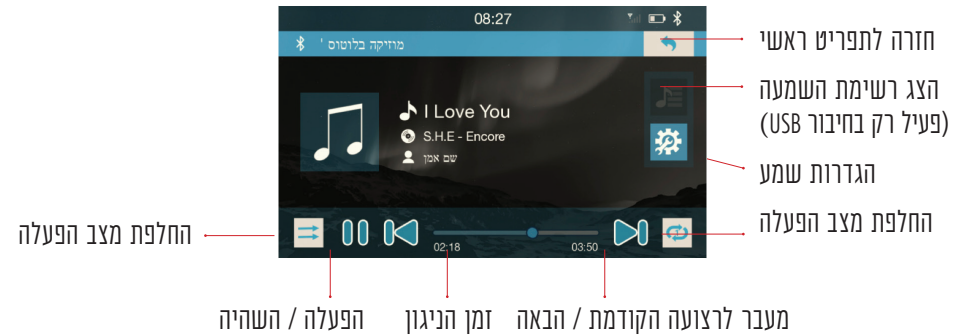 08:27
מוזיקה בלוטוס '
I Love You
S.H.E - Encore
שם אמן
02:18
03:50
חזרה לתפריט ראשי
הצג רשימת השמעה
(פעיל רק בחיבור USB)
הגדרות שמע
החלפת מצב הפעלה
החלפת מצב הפעלה
מעבר לרצועה הקודמת / הבאה
זמן הניגון
הפעלה / השהיה